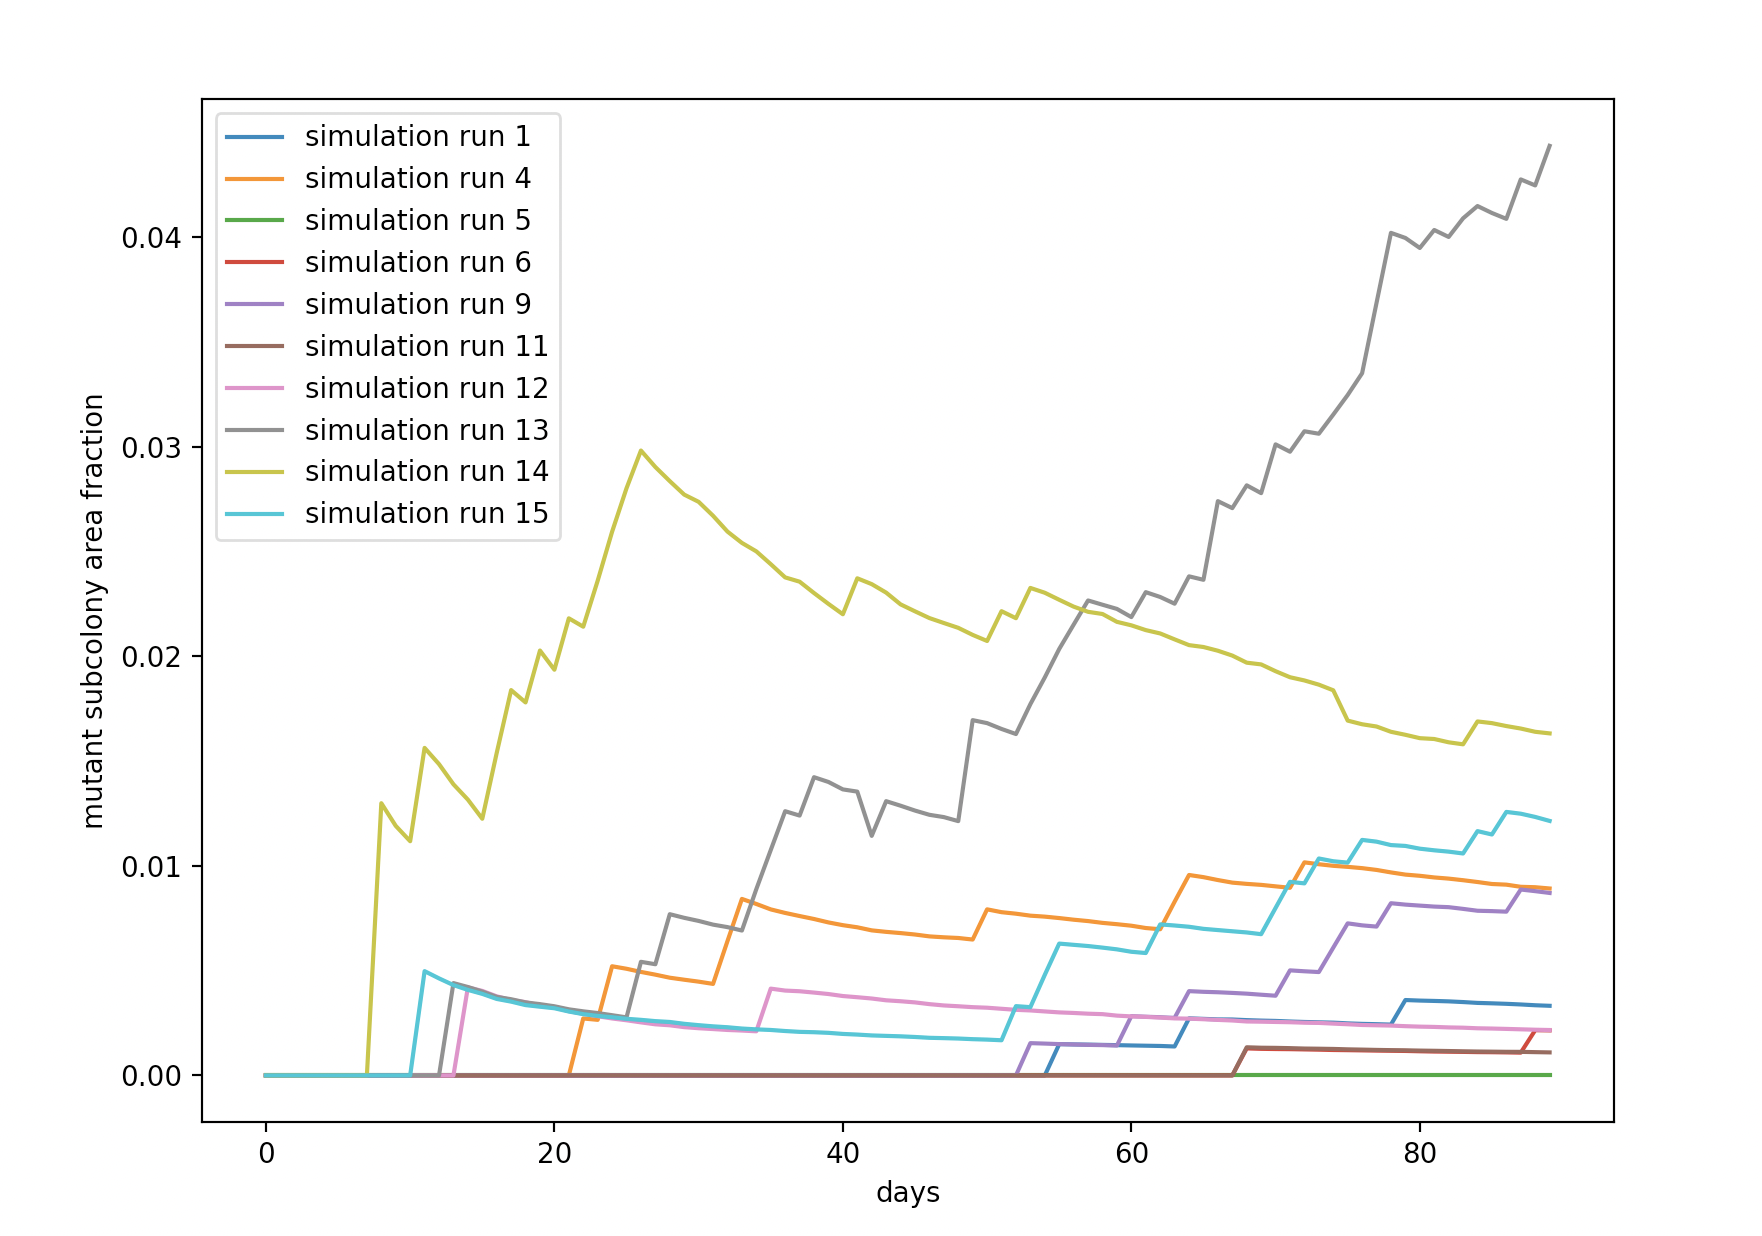 simulation run 1
simulation run 4
simulation run 5
simulation run 6
simulation run 9
simulation run 11
simulation run 12
simulation run 13
simulation run 14
simulation run 15
mutant subcolony area fraction
0.04
0.03
0.02
0.01
0.00
0 20 40 60 80
days